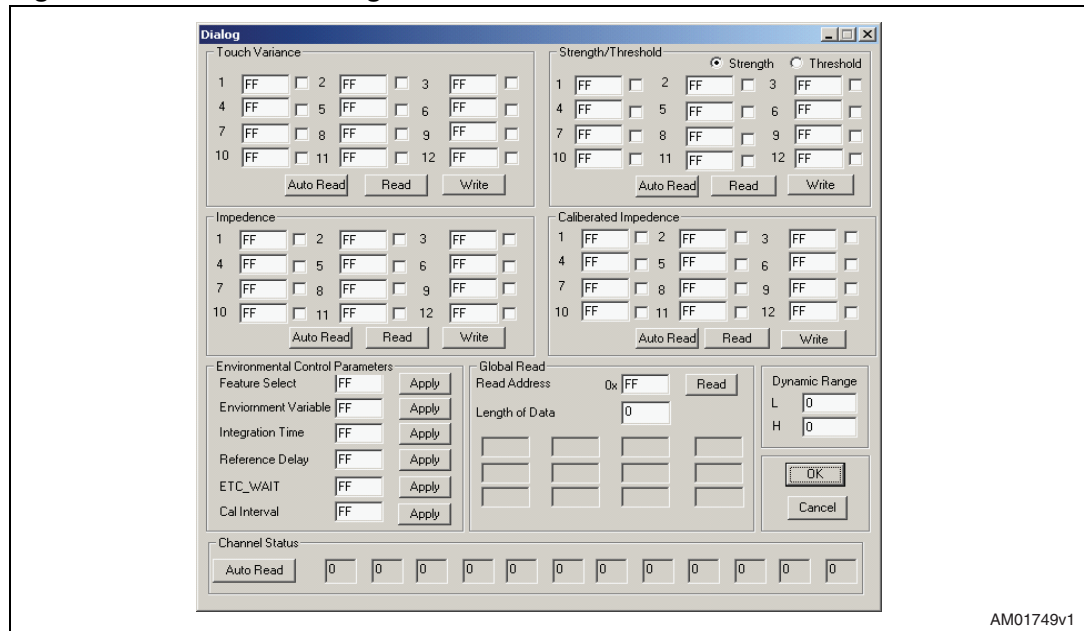 Dialog
Touch Variance
1 FF 2 FF 3 FF
4 FF 5 FF 6 FF
7 FF 8 FF 9 FF
10 FF 11 FF 12 FF
Auto Read Read Write
Strength/Threshold
Strength Threshold
1 FF 2 FF 3 FF
4 FF 5 FF 6 FF
7 FF 8 FF 9 FF
10 FF 11 FF 12 FF
Auto Read Read Write
Impedence
1 FF 2 FF 3 FF
4 FF 5 FF 6 FF
7 FF 8 FF 9 FF
10 FF 11 FF 12 FF
Auto Read Read Write
Caliberated Impedence
1 FF 2 FF 3 FF
4 FF 5 FF 6 FF
7 FF 8 FF 9 FF
10 FF 11 FF 12 FF
Auto Read Read Write
Environmental Control Parameters
Feature Select FF Apply
Enviornment Variable FF Apply
Integration Time FF Apply
Reference Delay FF Apply
ETC_WAIT FF Apply
Cal Interval FF Apply
Global Read
Read Address 0x FF Read
Length of Data 0
Dynamic Range
L 0
H 0
OK
Cancel
Channel Status
Auto Read 0 0 0 0 0 0 0 0 0 0 0 0
AM01749v1